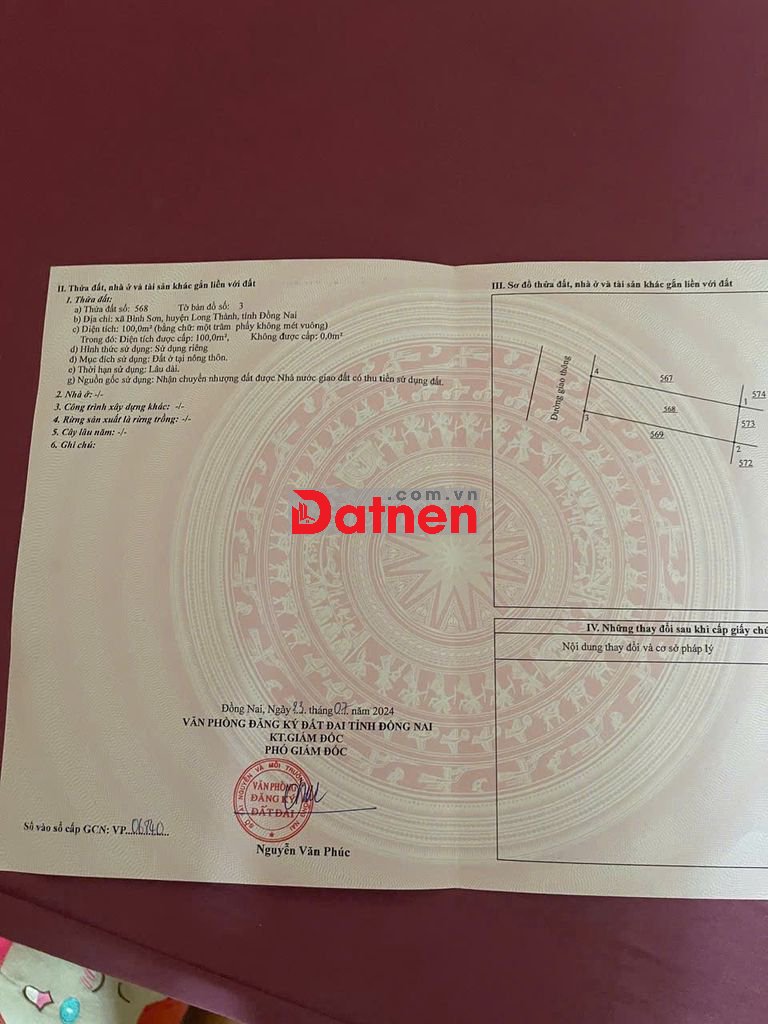 II. Thửa đất, nhà ở và tài sản khác gắn liền với đất
1. Thửa đất:
a) Thửa đất số: 568 Tờ bản đồ số: 3
b) Địa chỉ: xã Bình Sơn, huyện Long Thành, tỉnh Đồng Nai
c) Diện tích: 100,0m² (bằng chữ: một trăm phẩy không mét vuông)
Trong đó: Diện tích được cấp: 100,0m², Không được cấp: 0,0m²
d) Hình thức sử dụng: Sử dụng riêng
đ) Mục đích sử dụng: Đất ở tại nông thôn.
e) Thời hạn sử dụng: Lâu dài.
g) Nguồn gốc sử dụng: Nhận chuyển nhượng đất được Nhà nước giao đất có thu tiền sử dụng đất.
2. Nhà ở: -/-
3. Công trình xây dựng khác: -/-
4. Rừng sản xuất là rừng trồng: -/-
5. Cây lâu năm: -/-
6. Ghi chú:
III. Sơ đồ thửa đất, nhà ở và tài sản khác gắn liền với đất
Đường giao thông
4
567
574
1
568
3
573
569
2
572
.com.vn
Datnen
IV. Những thay đổi sau khi cấp giấy chứ
Nội dung thay đổi và cơ sở pháp lý
Đồng Nai, Ngày 23 tháng 07 năm 2024
VĂN PHÒNG ĐĂNG KÝ ĐẤT ĐAI TỈNH ĐỒNG NAI
KT.GIÁM ĐỐC
PHÓ GIÁM ĐỐC
VĂN PHÒNG
ĐĂNG KÝ
ĐẤT ĐAI
Số vào sổ cấp GCN: VP 06840
Nguyễn Văn Phúc